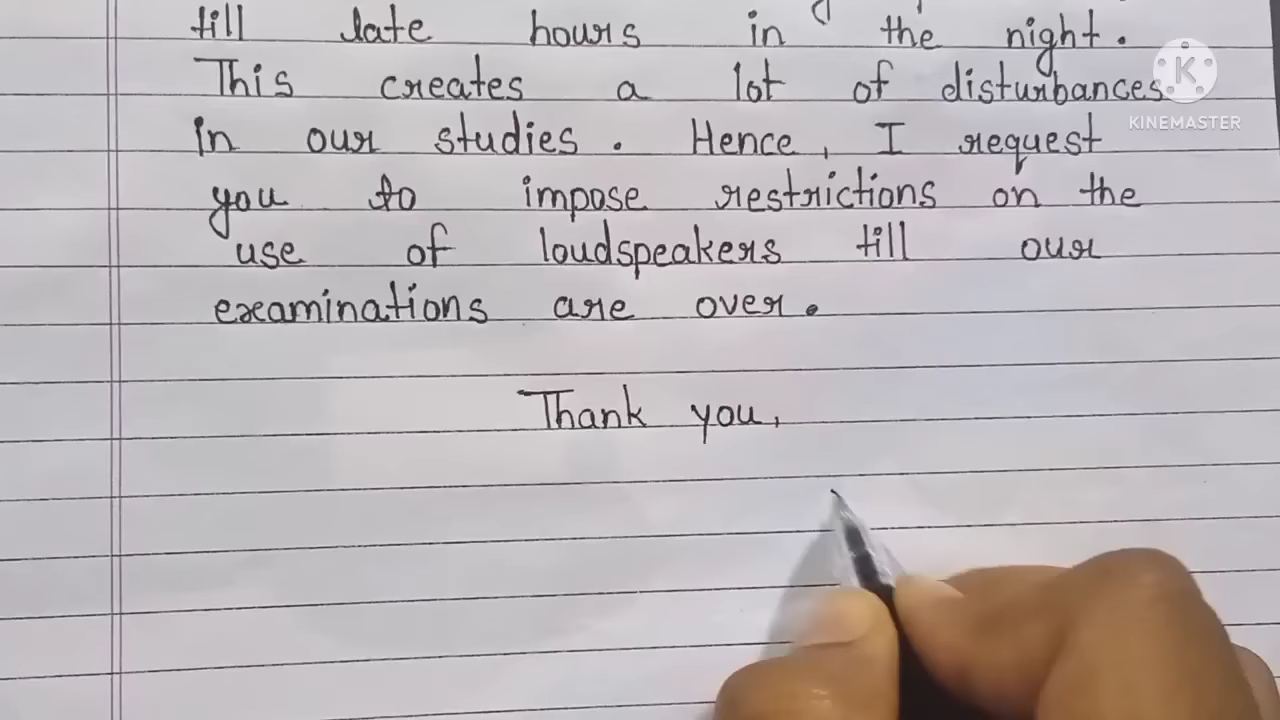 till late hours in the night.
This creates a lot of disturbances
in our studies. Hence, I request
you to impose restrictions on the
use of loudspeakers till our
examinations are over.
Thank you,
K
KINEMASTER